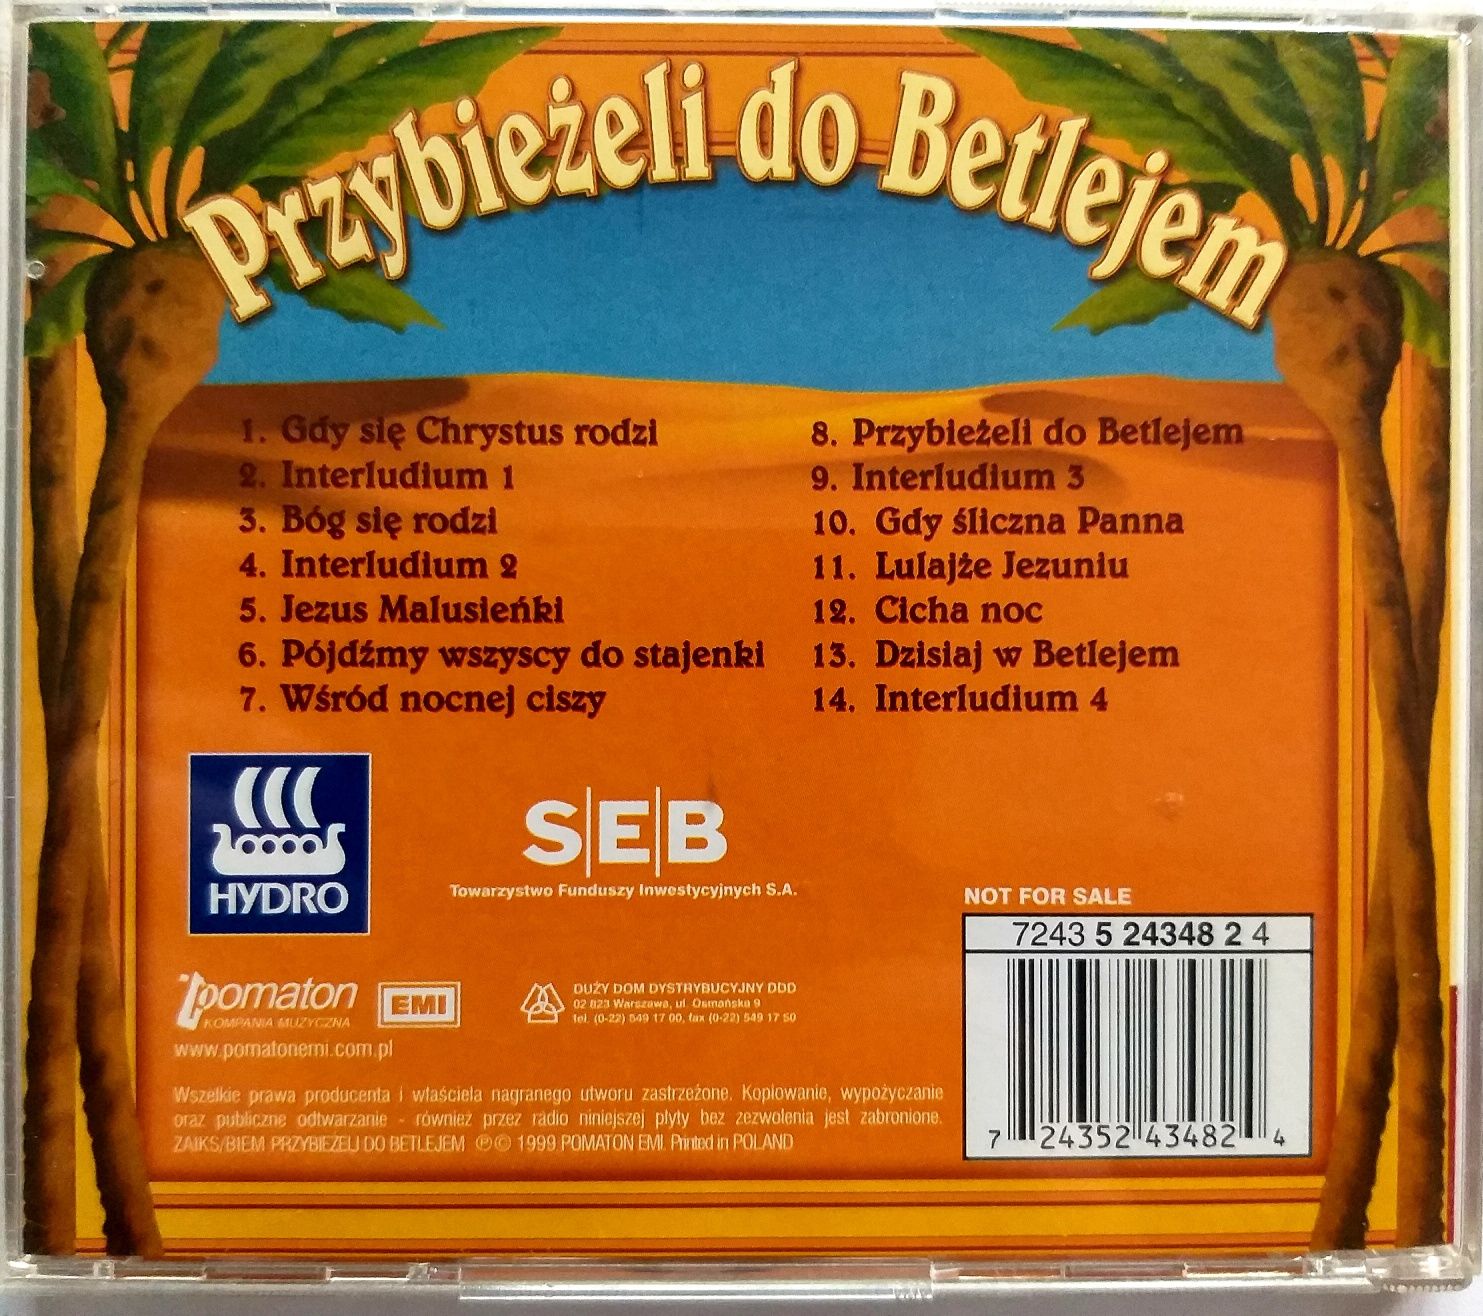 Przybieżeli do Betlejem
1. Gdy się Chrystus rodzi
2. Interludium 1
3. Bóg się rodzi
4. Interludium 2
5. Jezus Malusieńki
6. Pójdźmy wszyscy do stajenki
7. Wśród nocnej ciszy
8. Przybieżeli do Betlejem
9. Interludium 3
10. Gdy śliczna Panna
11. Lulajże Jezuniu
12. Cicha noc
13. Dzisiaj w Betlejem
14. Interludium 4
HYDRO
S|E|B
Towarzystwo Funduszy Inwestycyjnych S.A.
NOT FOR SALE
7243 5 24348 2 4
7 24352 43482 4
pomaton
KOMPANIA MUZYCZNA
EMI
www.pomatonemi.com.pl
DUŻY DOM DYSTRYBUCYJNY DDD
02 823 Warszawa, ul. Osmańska 9
tel. (0-22) 549 17 00, fax (0-22) 549 17 50
Wszelkie prawa producenta i właściela nagranego utworu zastrzeżone. Kopiowanie, wypożyczanie
oraz publiczne odtwarzanie - również przez radio niniejszej płyty bez zezwolenia jest zabronione.
ZAIKS/BIEM PRZYBIEŻELI DO BETLEJEM ℗© 1999 POMATON EMI. Printed in POLAND